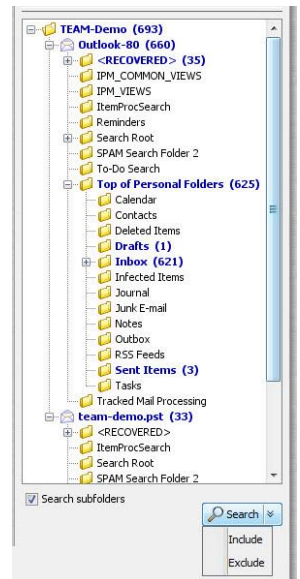 TEAM-Demo (693)
Outlook-80 (660)
<RECOVERED> (35)
IPM_COMMON_VIEWS
IPM_VIEWS
ItemProcSearch
Reminders
Search Root
SPAM Search Folder 2
To-Do Search
Top of Personal Folders (625)
Calendar
Contacts
Deleted Items
Drafts (1)
Inbox (621)
Infected Items
Journal
Junk E-mail
Notes
Outbox
RSS Feeds
Sent Items (3)
Tasks
Tracked Mail Processing
team-demo.pst (33)
<RECOVERED>
ItemProcSearch
Search Root
SPAM Search Folder 2
Search subfolders
Search
Include
Exclude